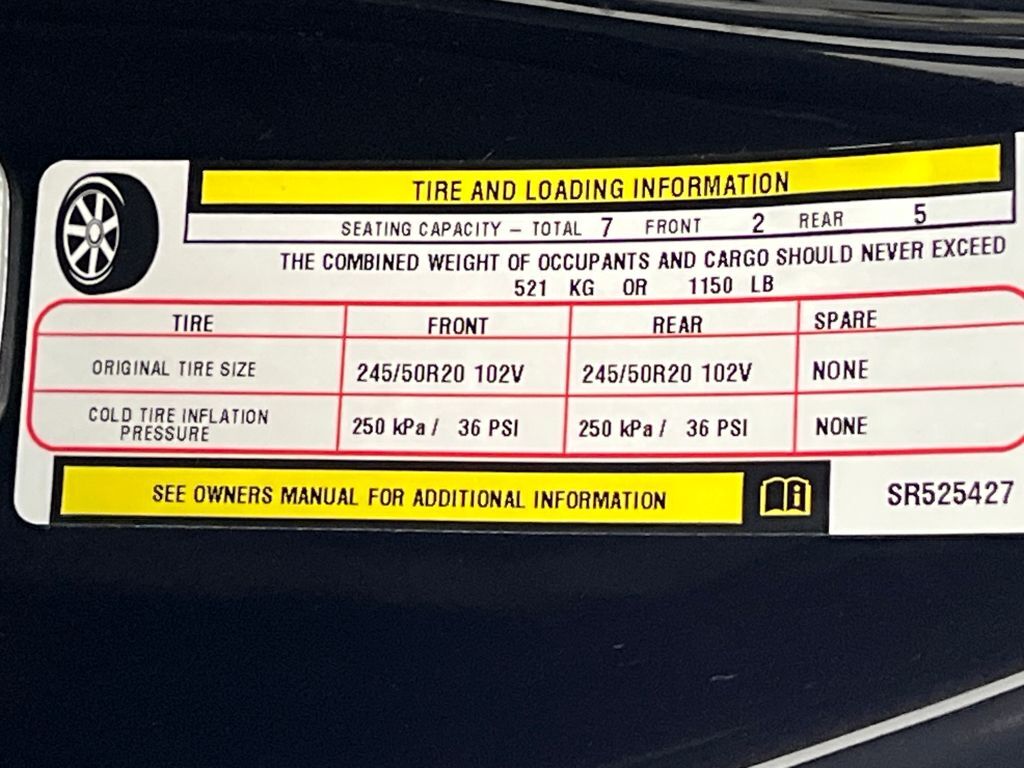 TIRE AND LOADING INFORMATION
SEATING CAPACITY – TOTAL 7 FRONT 2 REAR 5
THE COMBINED WEIGHT OF OCCUPANTS AND CARGO SHOULD NEVER EXCEED
521 KG OR 1150 LB
TIRE FRONT REAR SPARE
ORIGINAL TIRE SIZE 245/50R20 102V 245/50R20 102V NONE
COLD TIRE INFLATION
PRESSURE 250 kPa / 36 PSI 250 kPa / 36 PSI NONE
SEE OWNERS MANUAL FOR ADDITIONAL INFORMATION
SR525427